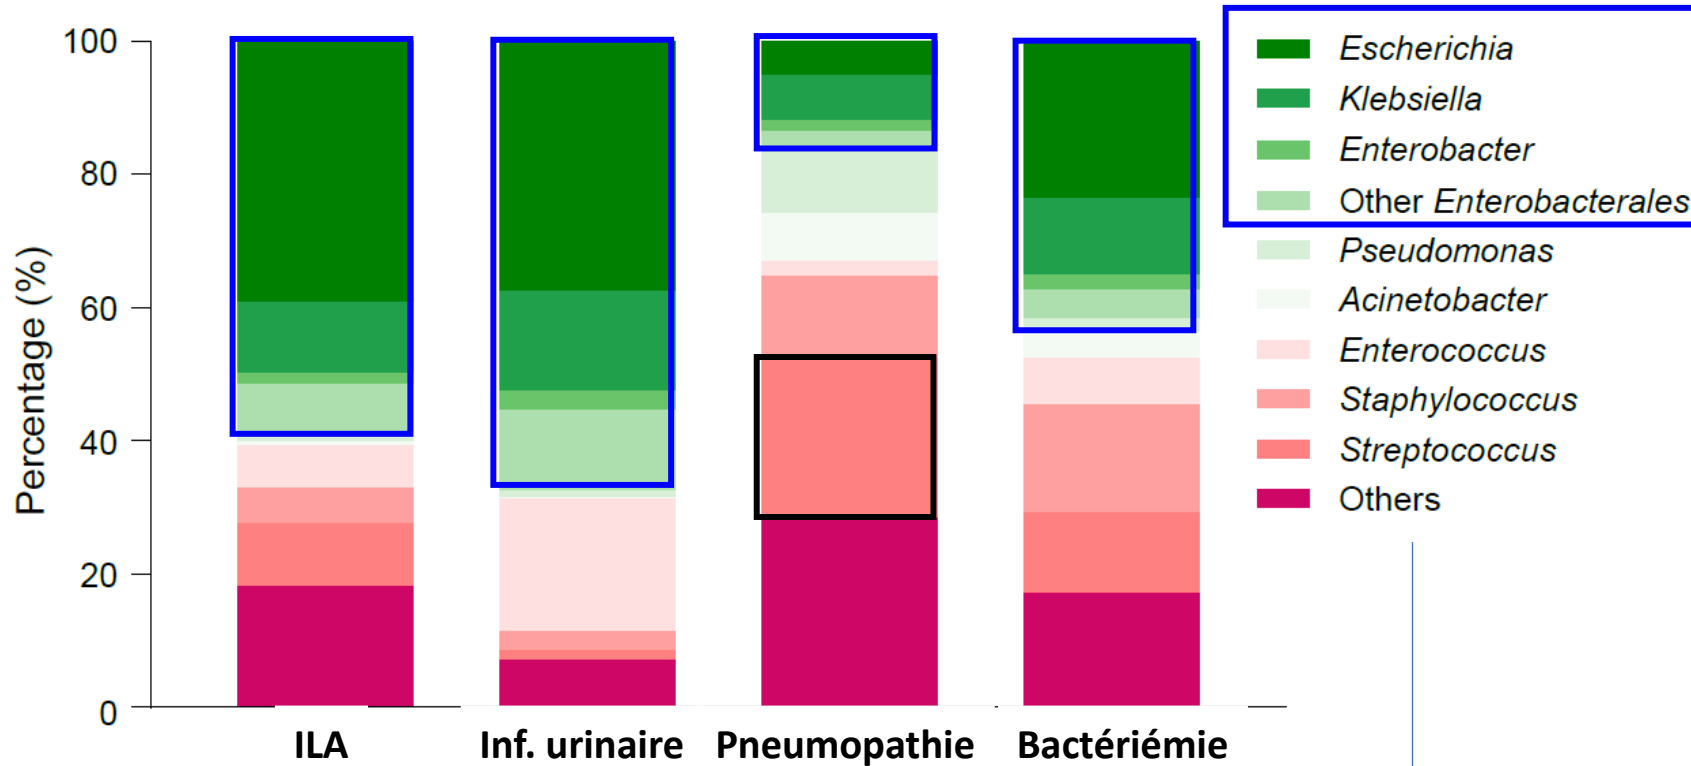 Percentage (%)
100
80
60
40
20
0
ILA
Inf. urinaire
Pneumopathie
Bactériémie
Escherichia
Klebsiella
Enterobacter
Other Enterobacterales
Pseudomonas
Acinetobacter
Enterococcus
Staphylococcus
Streptococcus
Others